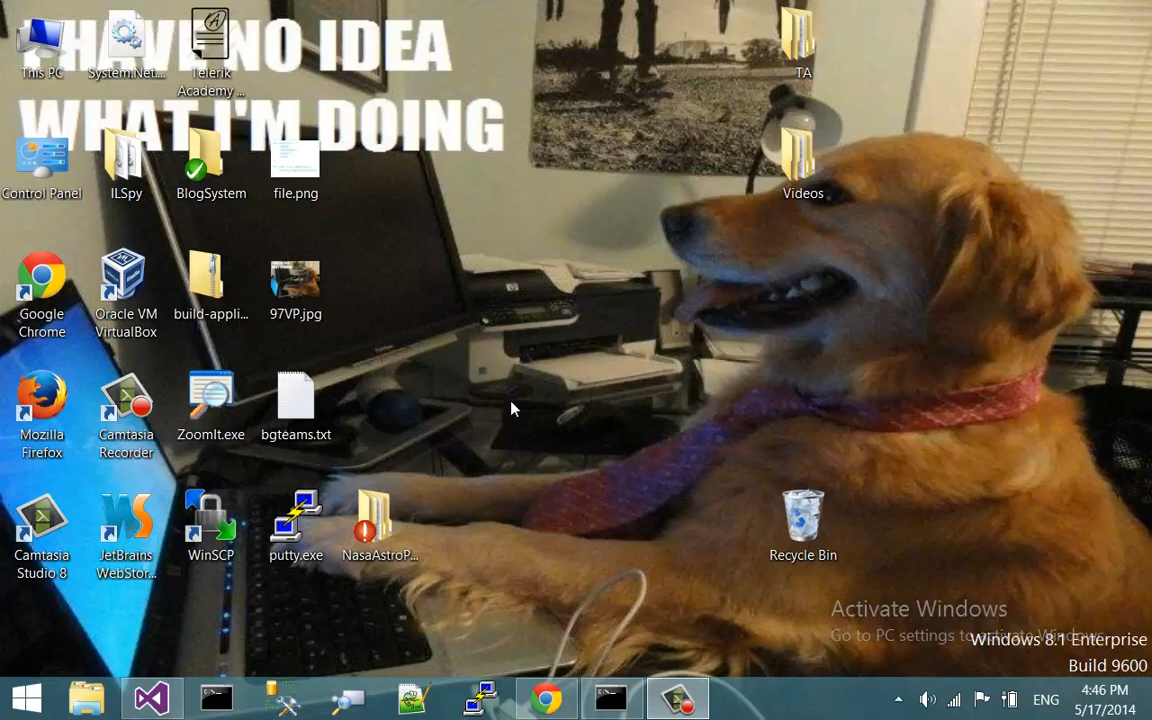 I HAVE NO IDEA
WHAT I'M DOING
This PC
System.Net....
Telerik
Academy ...
TA
Control Panel
ILSpy
BlogSystem
file.png
Videos
Google
Chrome
Oracle VM
VirtualBox
build-appli...
97VP.jpg
Mozilla
Firefox
Camtasia
Recorder
ZoomIt.exe
bgteams.txt
Camtasia
Studio 8
JetBrains
WebStor...
WinSCP
putty.exe
NasaAstroP...
Recycle Bin
Activate Windows
Go to PC settings to activate Windows.
Windows 8.1 Enterprise
Build 9600
ENG
4:46 PM
5/17/2014